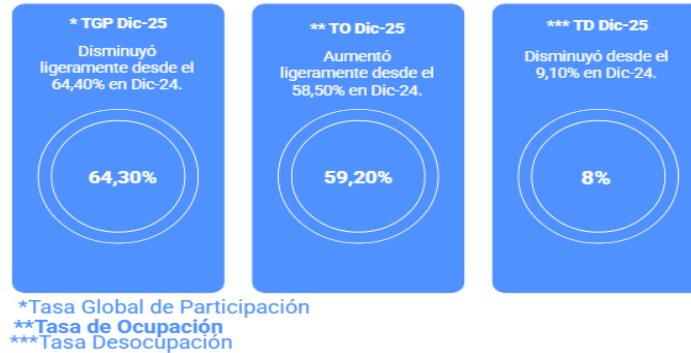 * TGP Dic-25
Disminuyó
ligeramente desde el
64,40% en Dic-24.
64,30%
** TO Dic-25
Aumentó
ligeramente desde el
58,50% en Dic-24.
59,20%
*** TD Dic-25
Disminuyó desde el
9,10% en Dic-24.
8%
*Tasa Global de Participación
**Tasa de Ocupación
***Tasa Desocupación